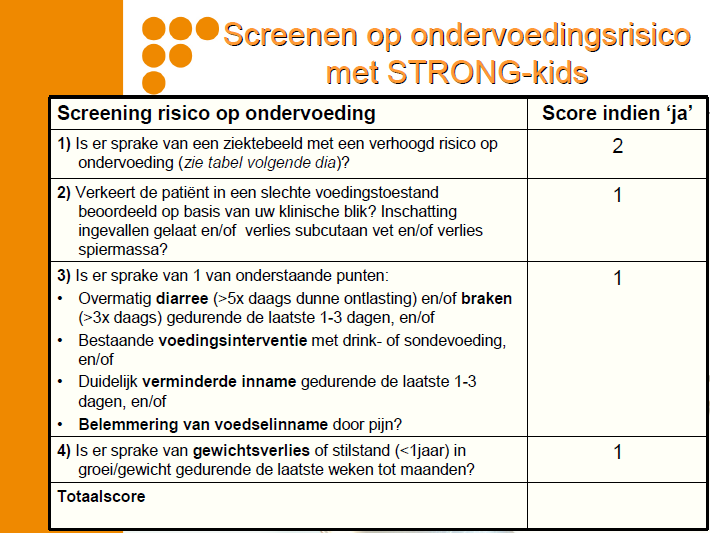 Screenen op ondervoedingsrisico
met STRONG-kids
Screening risico op ondervoeding
Score indien ‘ja’
1) Is er sprake van een ziektebeeld met een verhoogd risico op
ondervoeding (zie tabel volgende dia)?
2
2) Verkeert de patiënt in een slechte voedingstoestand
beoordeeld op basis van uw klinische blik? Inschatting
ingevallen gelaat en/of verlies subcutaan vet en/of verlies
spiermassa?
1
3) Is er sprake van 1 van onderstaande punten:
• Overmatig diarree (>5x daags dunne ontlasting) en/of braken
(>3x daags) gedurende de laatste 1-3 dagen, en/of
• Bestaande voedingsinterventie met drink- of sondevoeding,
en/of
• Duidelijk verminderde inname gedurende de laatste 1-3
dagen, en/of
• Belemmering van voedselinname door pijn?
1
4) Is er sprake van gewichtsverlies of stilstand (<1jaar) in
groei/gewicht gedurende de laatste weken tot maanden?
1
Totaalscore